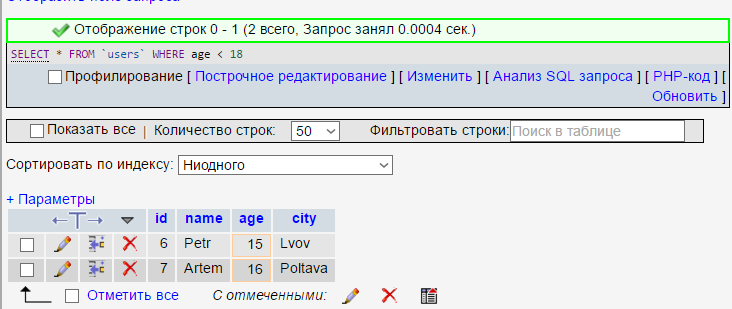 Отображение строк 0 - 1 (2 всего, Запрос занял 0.0004 сек.)
SELECT * FROM `users` WHERE age < 18
Профилирование [ Построчное редактирование ] [ Изменить ] [ Анализ SQL запроса ] [ PHP-код ] [
Обновить ]
Показать все | Количество строк: 50 Фильтровать строки: Поиск в таблице
Сортировать по индексу: Ниодного
+ Параметры
id name age city
6 Petr 15 Lvov
7 Artem 16 Poltava
Отметить все С отмеченными: